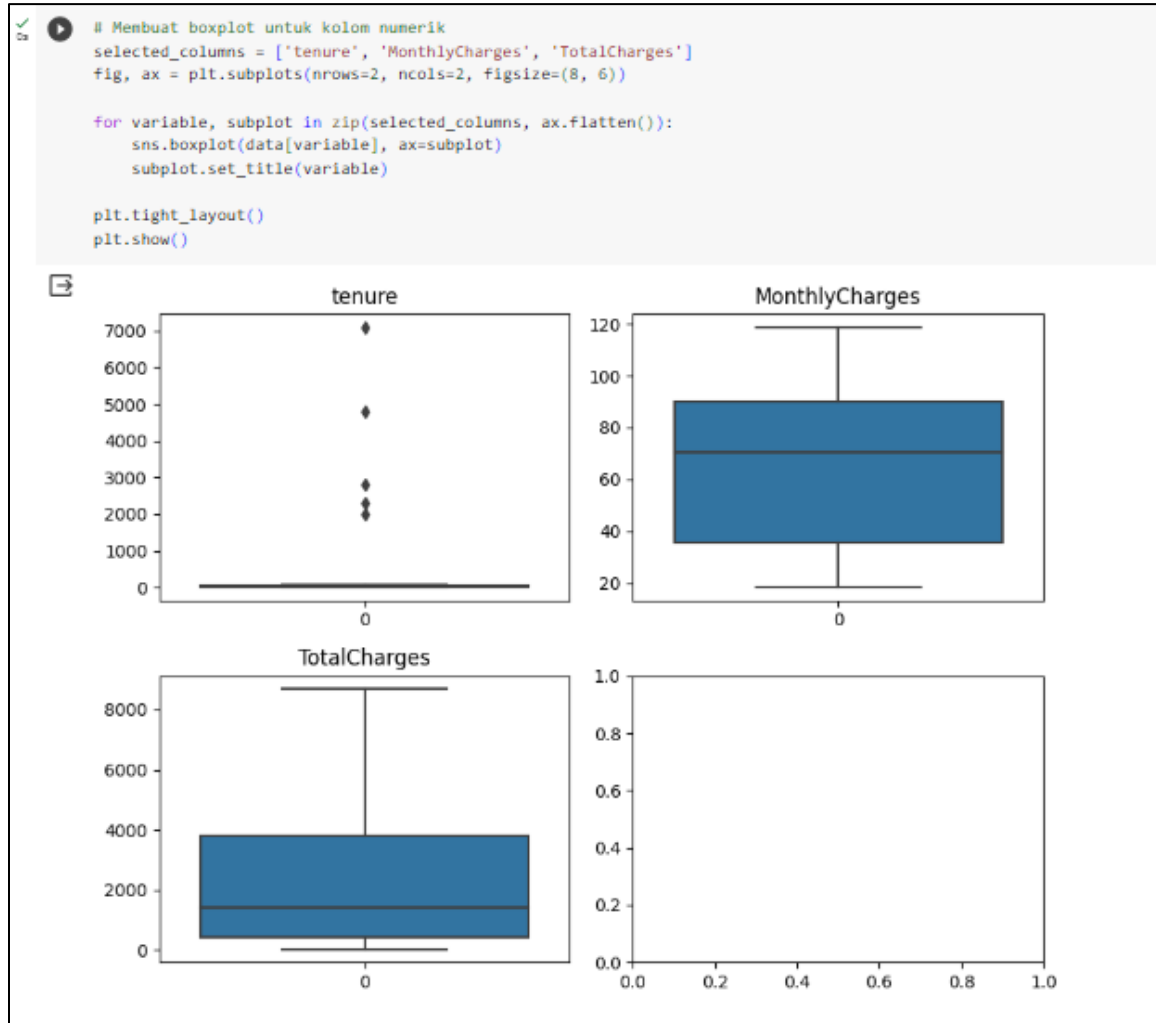 # Membuat boxplot untuk kolom numerik
selected_columns = ['tenure', 'MonthlyCharges', 'TotalCharges']
fig, ax = plt.subplots(nrows=2, ncols=2, figsize=(8, 6))
for variable, subplot in zip(selected_columns, ax.flatten()):
    sns.boxplot(data[variable], ax=subplot)
    subplot.set_title(variable)
plt.tight_layout()
plt.show()
tenure
7000
6000
5000
4000
3000
2000
1000
0
0
MonthlyCharges
120
100
80
60
40
20
0
TotalCharges
8000
6000
4000
2000
0
0
1.0
0.8
0.6
0.4
0.2
0.0
0.0 0.2 0.4 0.6 0.8 1.0